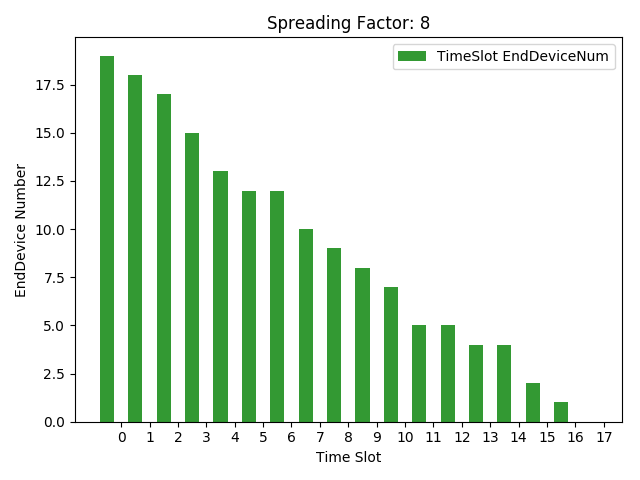 Spreading Factor: 8
TimeSlot EndDeviceNum
EndDevice Number
17.5
15.0
12.5
10.0
7.5
5.0
2.5
0.0
0 1 2 3 4 5 6 7 8 9 10 11 12 13 14 15 16 17
Time Slot